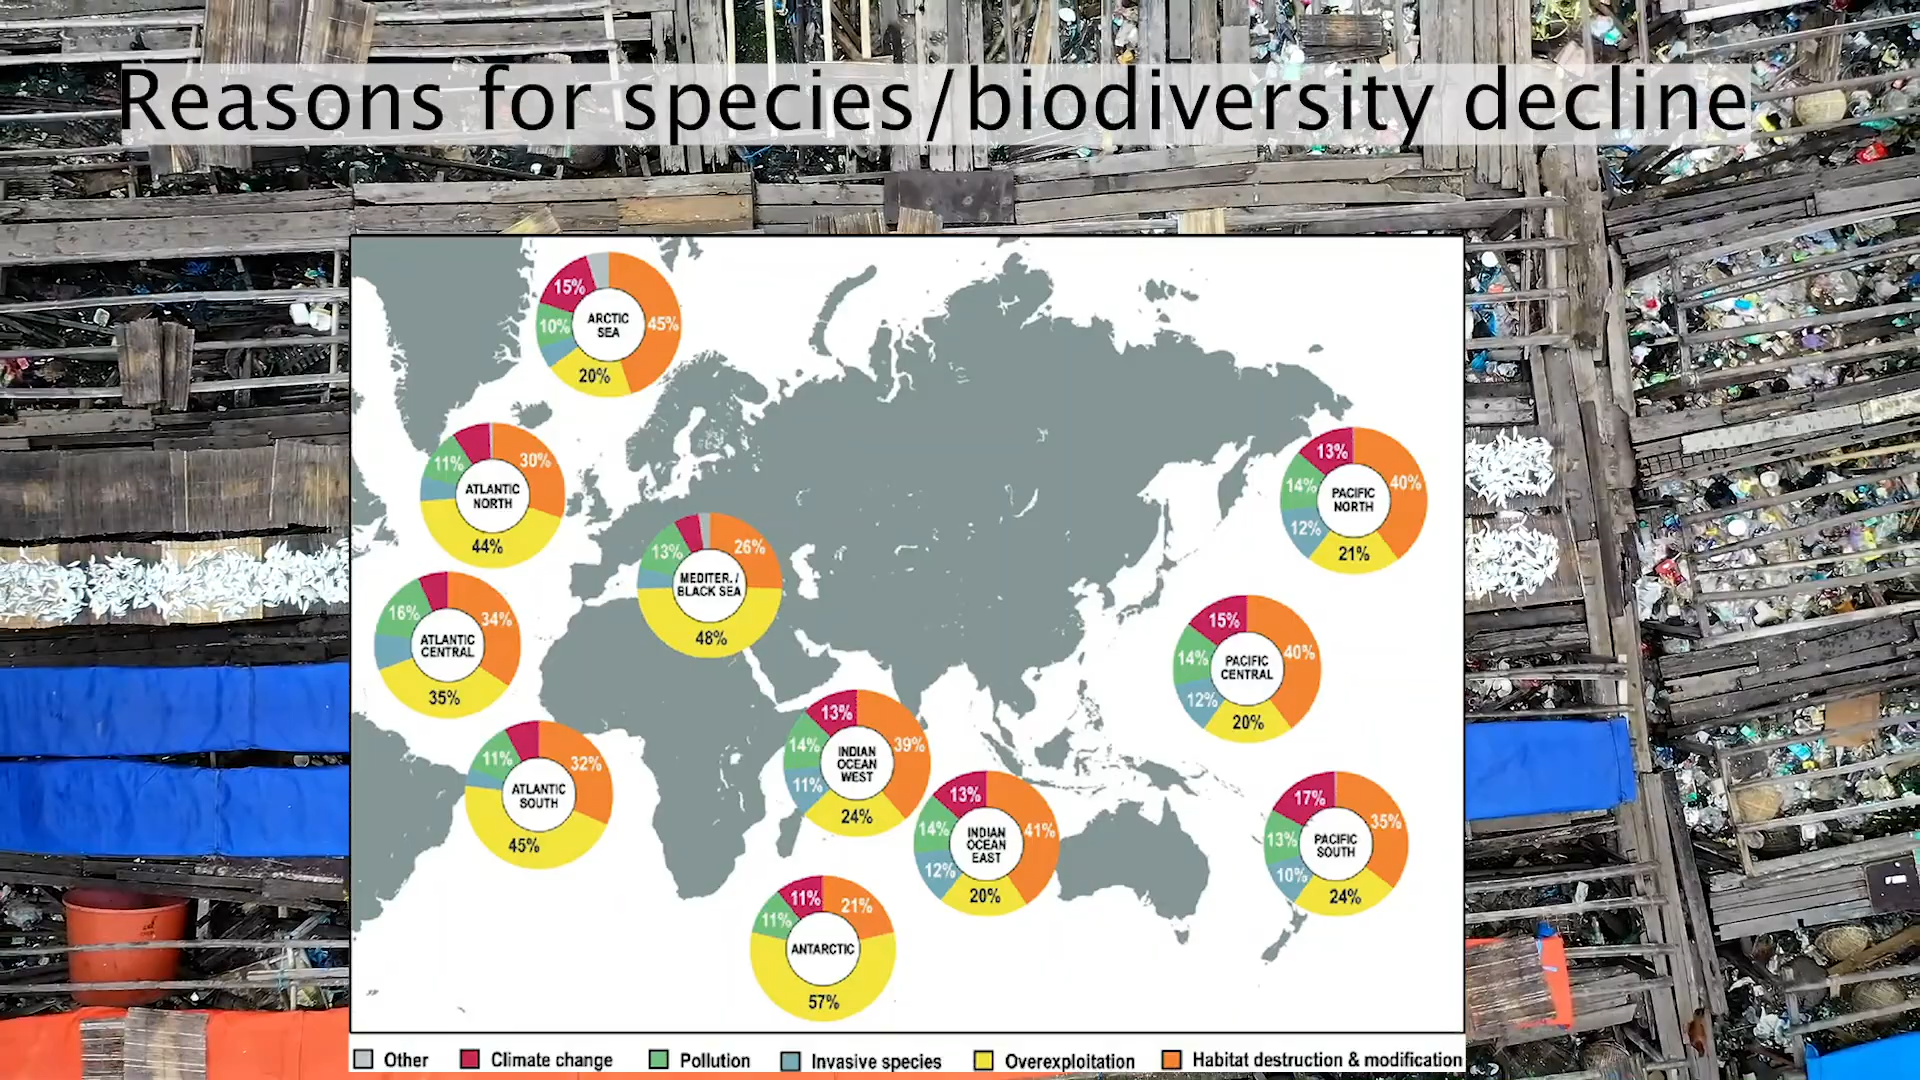 Reasons for species/biodiversity decline
15%
10%
ARCTIC
SEA
45%
20%
11%
30%
ATLANTIC
NORTH
44%
13%
26%
MEDITER. /
BLACK SEA
48%
13%
14%
40%
PACIFIC
NORTH
12%
21%
16%
34%
ATLANTIC
CENTRAL
35%
15%
14%
40%
PACIFIC
CENTRAL
12%
20%
11%
32%
ATLANTIC
SOUTH
45%
13%
14%
39%
INDIAN
OCEAN
WEST
11%
24%
13%
14%
41%
INDIAN
OCEAN
EAST
12%
20%
17%
13%
35%
PACIFIC
SOUTH
10%
24%
11%
11%
21%
ANTARCTIC
57%
Other Climate change Pollution Invasive species Overexploitation Habitat destruction & modification